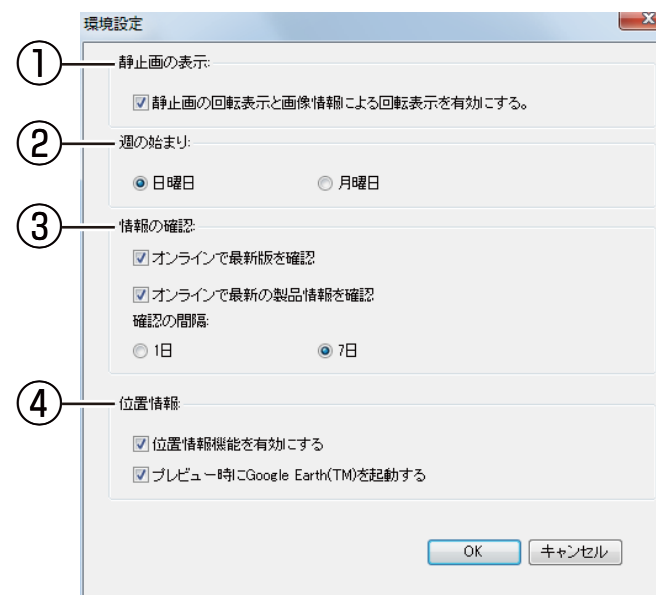 環境設定
① 静止画の表示:
静止画の回転表示と画像情報による回転表示を有効にする。
② 週の始まり:
日曜日 月曜日
③ 情報の確認:
オンラインで最新版を確認
オンラインで最新の製品情報を確認
確認の間隔:
1日 7日
④ 位置情報:
位置情報機能を有効にする
プレビュー時にGoogle Earth(TM)を起動する
OK キャンセル